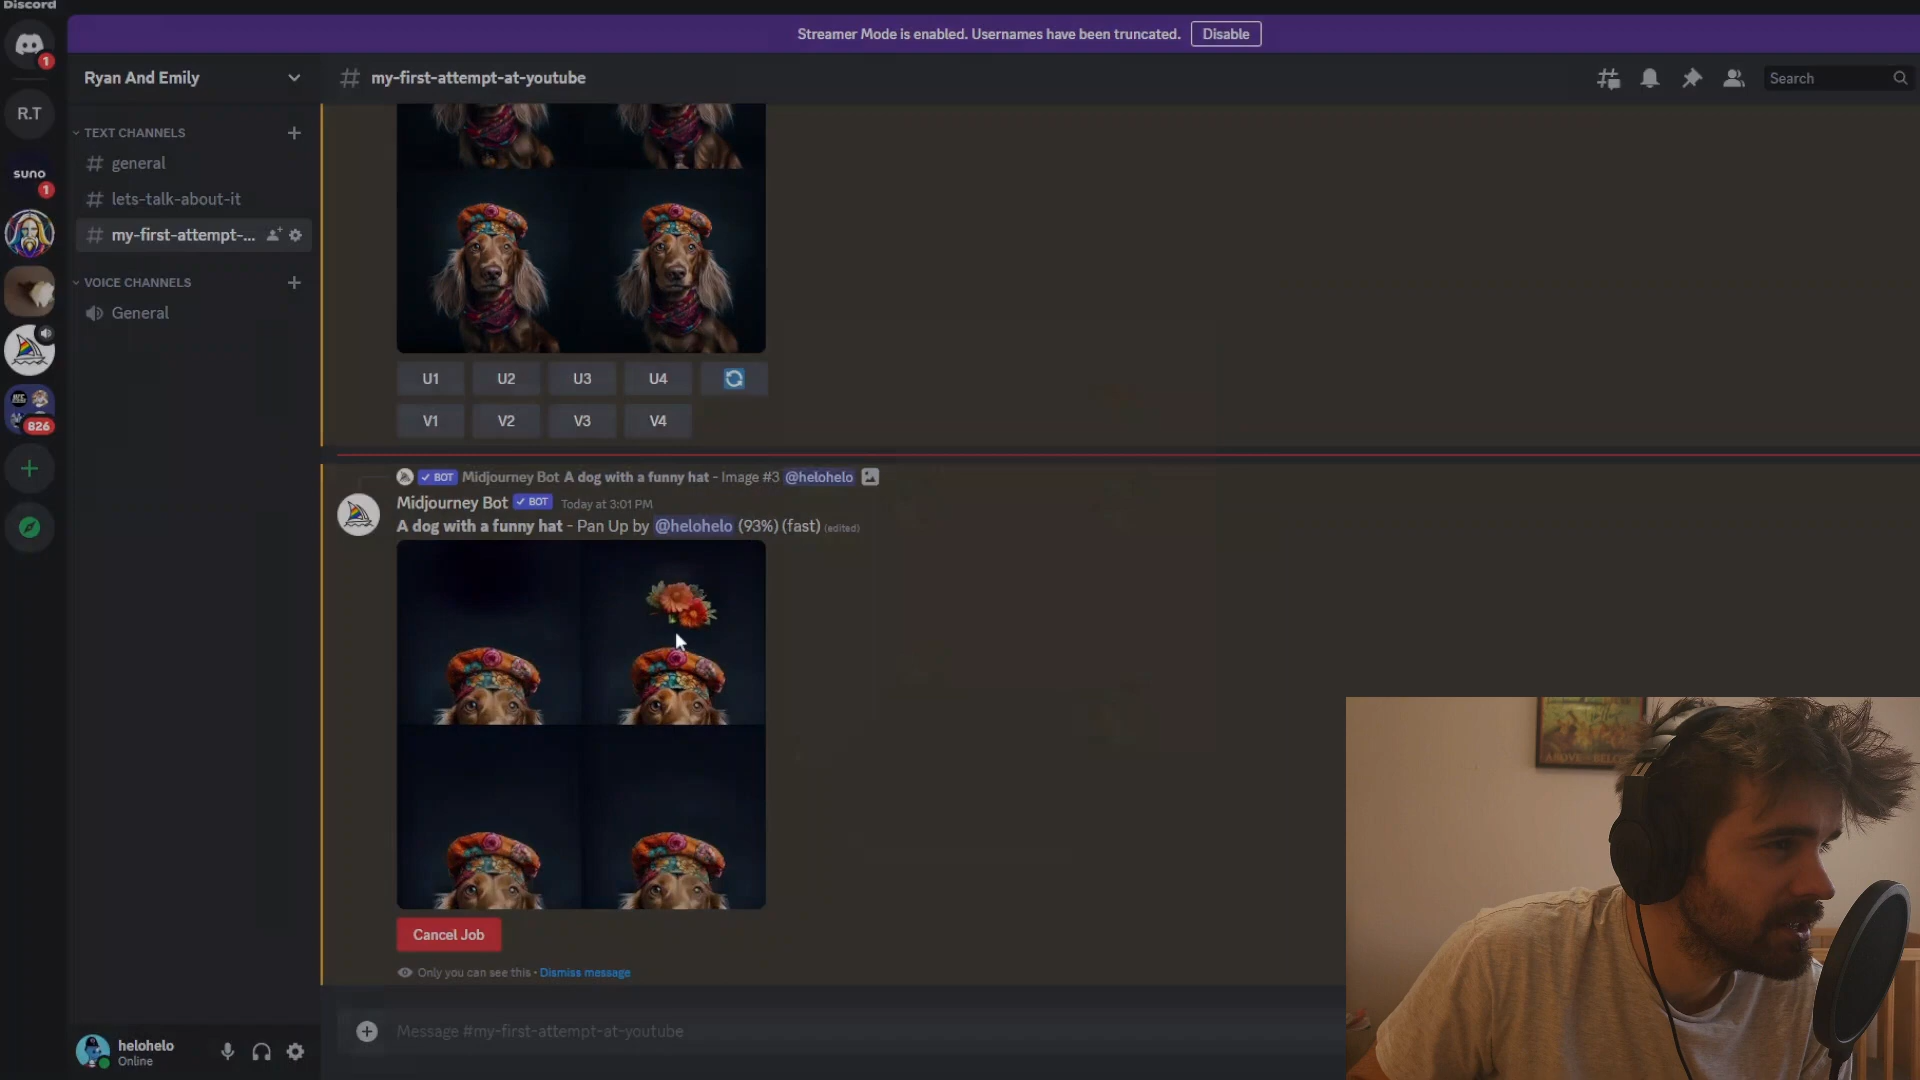 Discord
Streamer Mode is enabled. Usernames have been truncated. Disable
1
Ryan And Emily
# my-first-attempt-at-youtube
Search
R.T
TEXT CHANNELS
# general
suno
1
# lets-talk-about-it
# my-first-attempt-...
VOICE CHANNELS
General
826
U1 U2 U3 U4
V1 V2 V3 V4
BOT Midjourney Bot A dog with a funny hat - Image #3 @helohelo
Midjourney Bot BOT Today at 3:01 PM
A dog with a funny hat - Pan Up by @helohelo (93%) (fast) (edited)
Cancel Job
Only you can see this • Dismiss message
Message #my-first-attempt-at-youtube
helohelo
Online